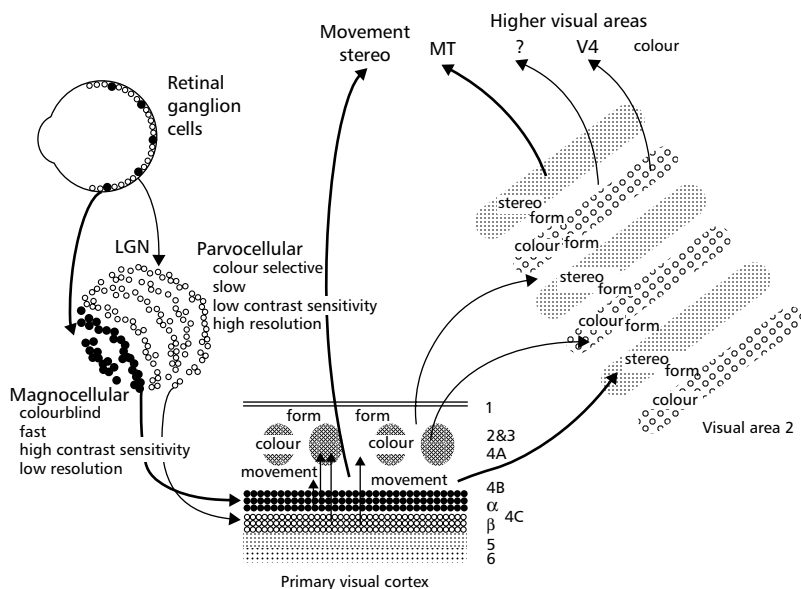 Movement
stereo
MT
?
V4
Higher visual areas
colour
Retinal
ganglion
cells
LGN
Parvocellular
colour selective
slow
low contrast sensitivity
high resolution
Magnocellular
colourblind
fast
high contrast sensitivity
low resolution
stereo
form
colour form
stereo
form
colour form
stereo
form
colour
Visual area 2
form form
colour colour
movement movement
1
2&3
4A
4B
α
β
4C
5
6
Primary visual cortex